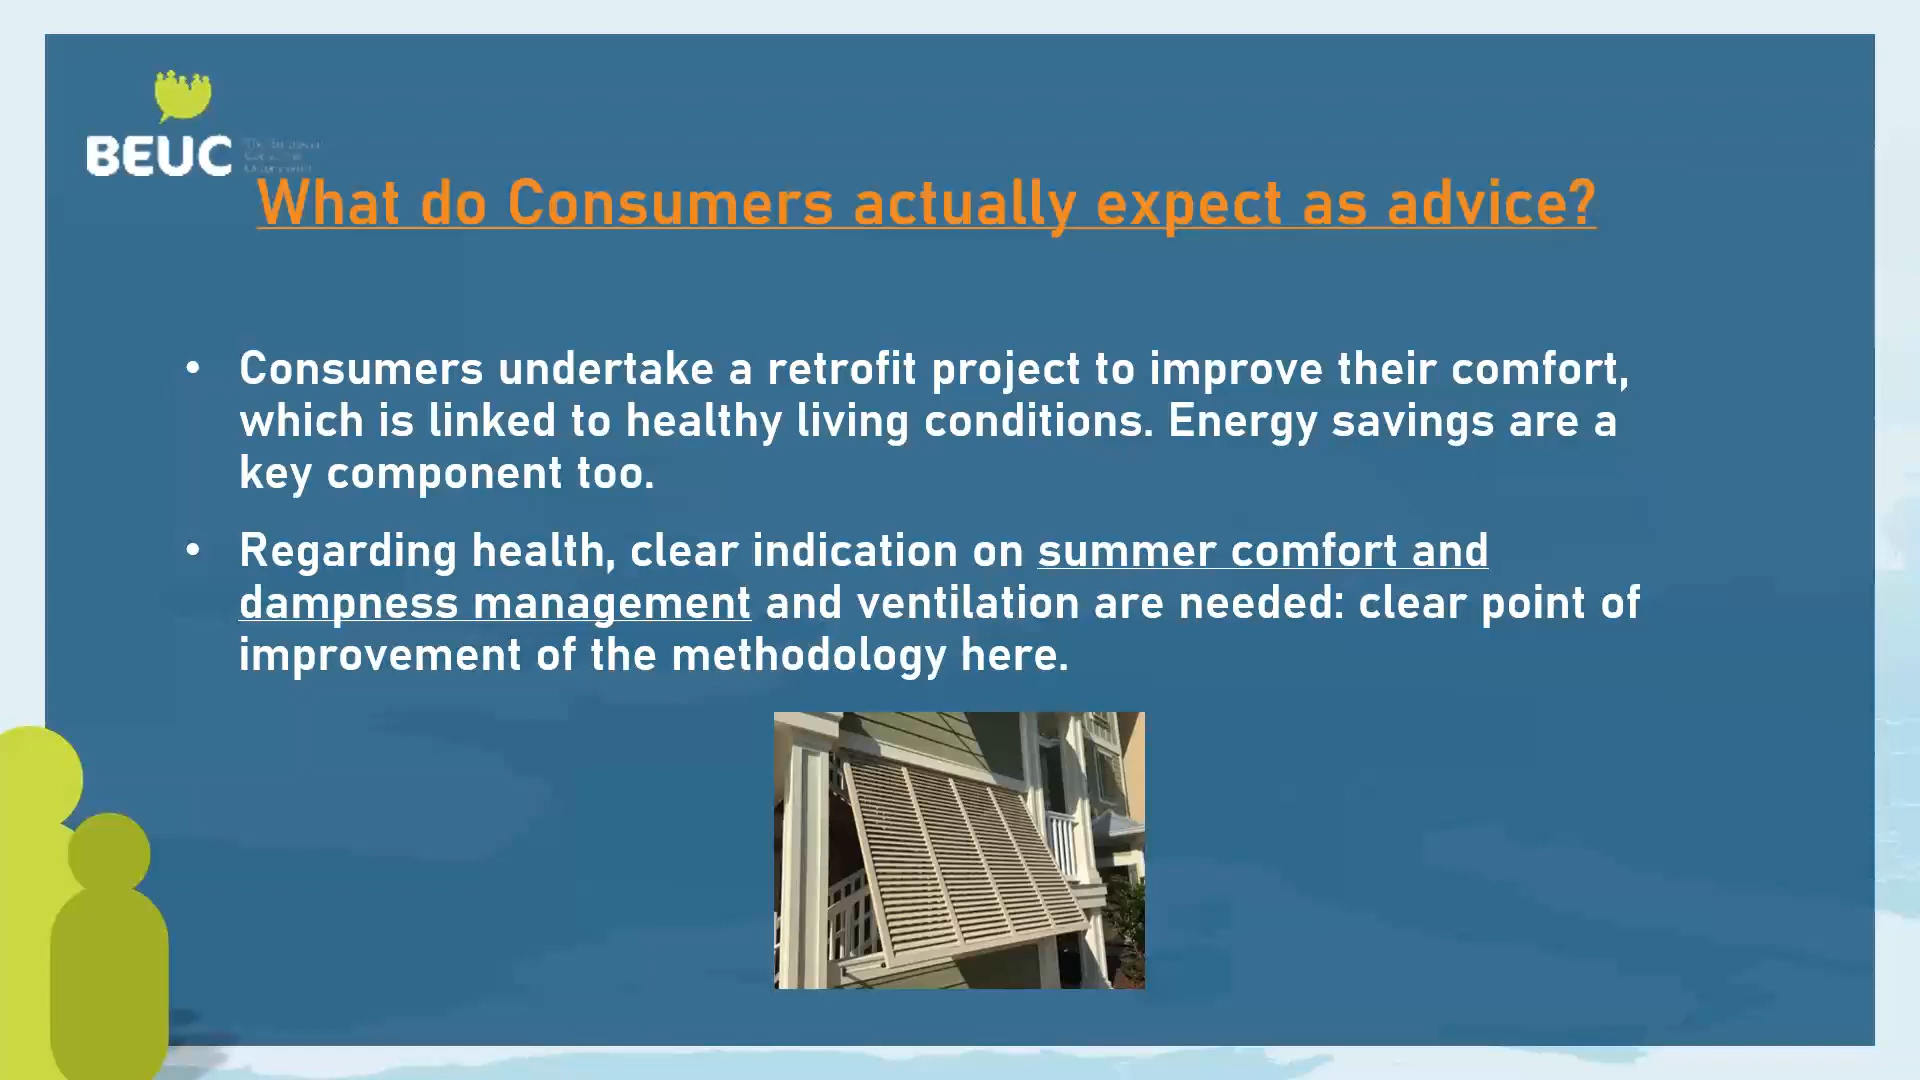 BEUC
What do Consumers actually expect as advice?
• Consumers undertake a retrofit project to improve their comfort,
which is linked to healthy living conditions. Energy savings are a
key component too.
• Regarding health, clear indication on summer comfort and
dampness management and ventilation are needed: clear point of
improvement of the methodology here.